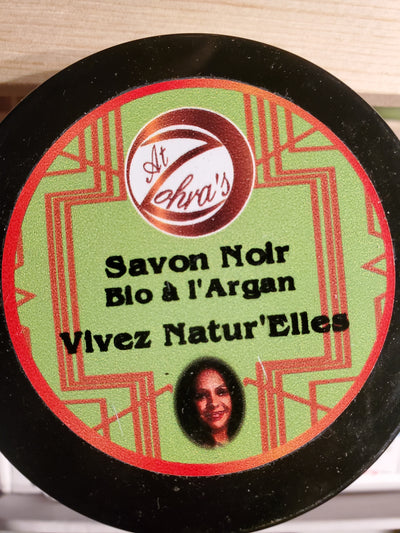 At
Zohra's
Savon Noir
Bio à l'Argan
Vivez Natur'Elles